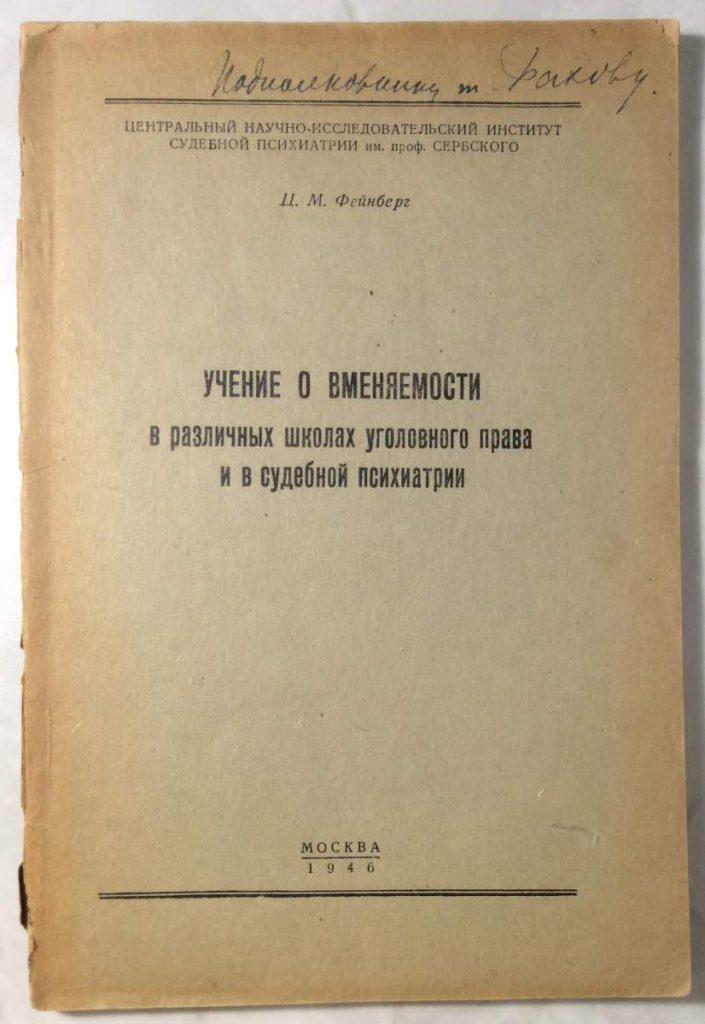 Подполковнику т.
ЦЕНТРАЛЬНЫЙ НАУЧНО-ИССЛЕДОВАТЕЛЬСКИЙ ИНСТИТУТ
СУДЕБНОЙ ПСИХИАТРИИ им. проф. СЕРБСКОГО
Ц. М. Фейнберг
УЧЕНИЕ О ВМЕНЯЕМОСТИ
в различных школах уголовного права
и в судебной психиатрии
МОСКВА
1946